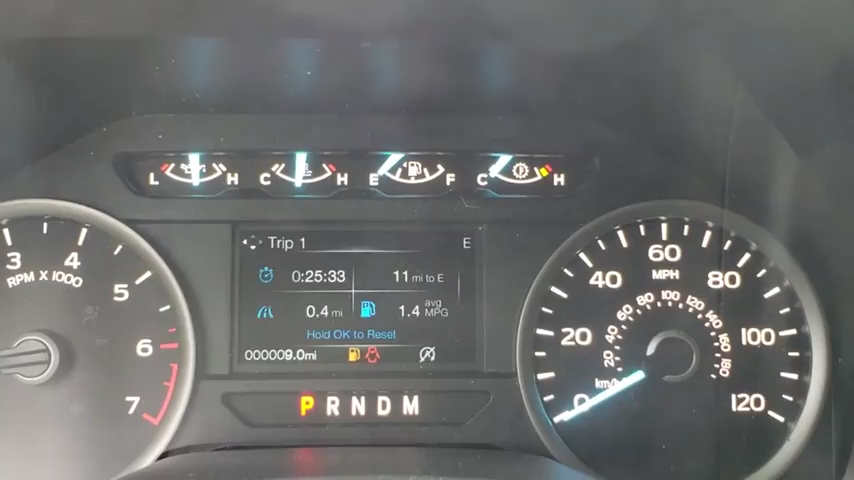 L H C H E F C H
Trip 1 E
0:25:33 11 mi to E
0.4 mi 1.4 avg MPG
Hold OK to Reset
000009.0mi
P R N D M
3 4 5 6 7
RPM X 1000
0 20 40 60 80 100 120
MPH
20 40 60 80 100 120 140 160 180
km/h